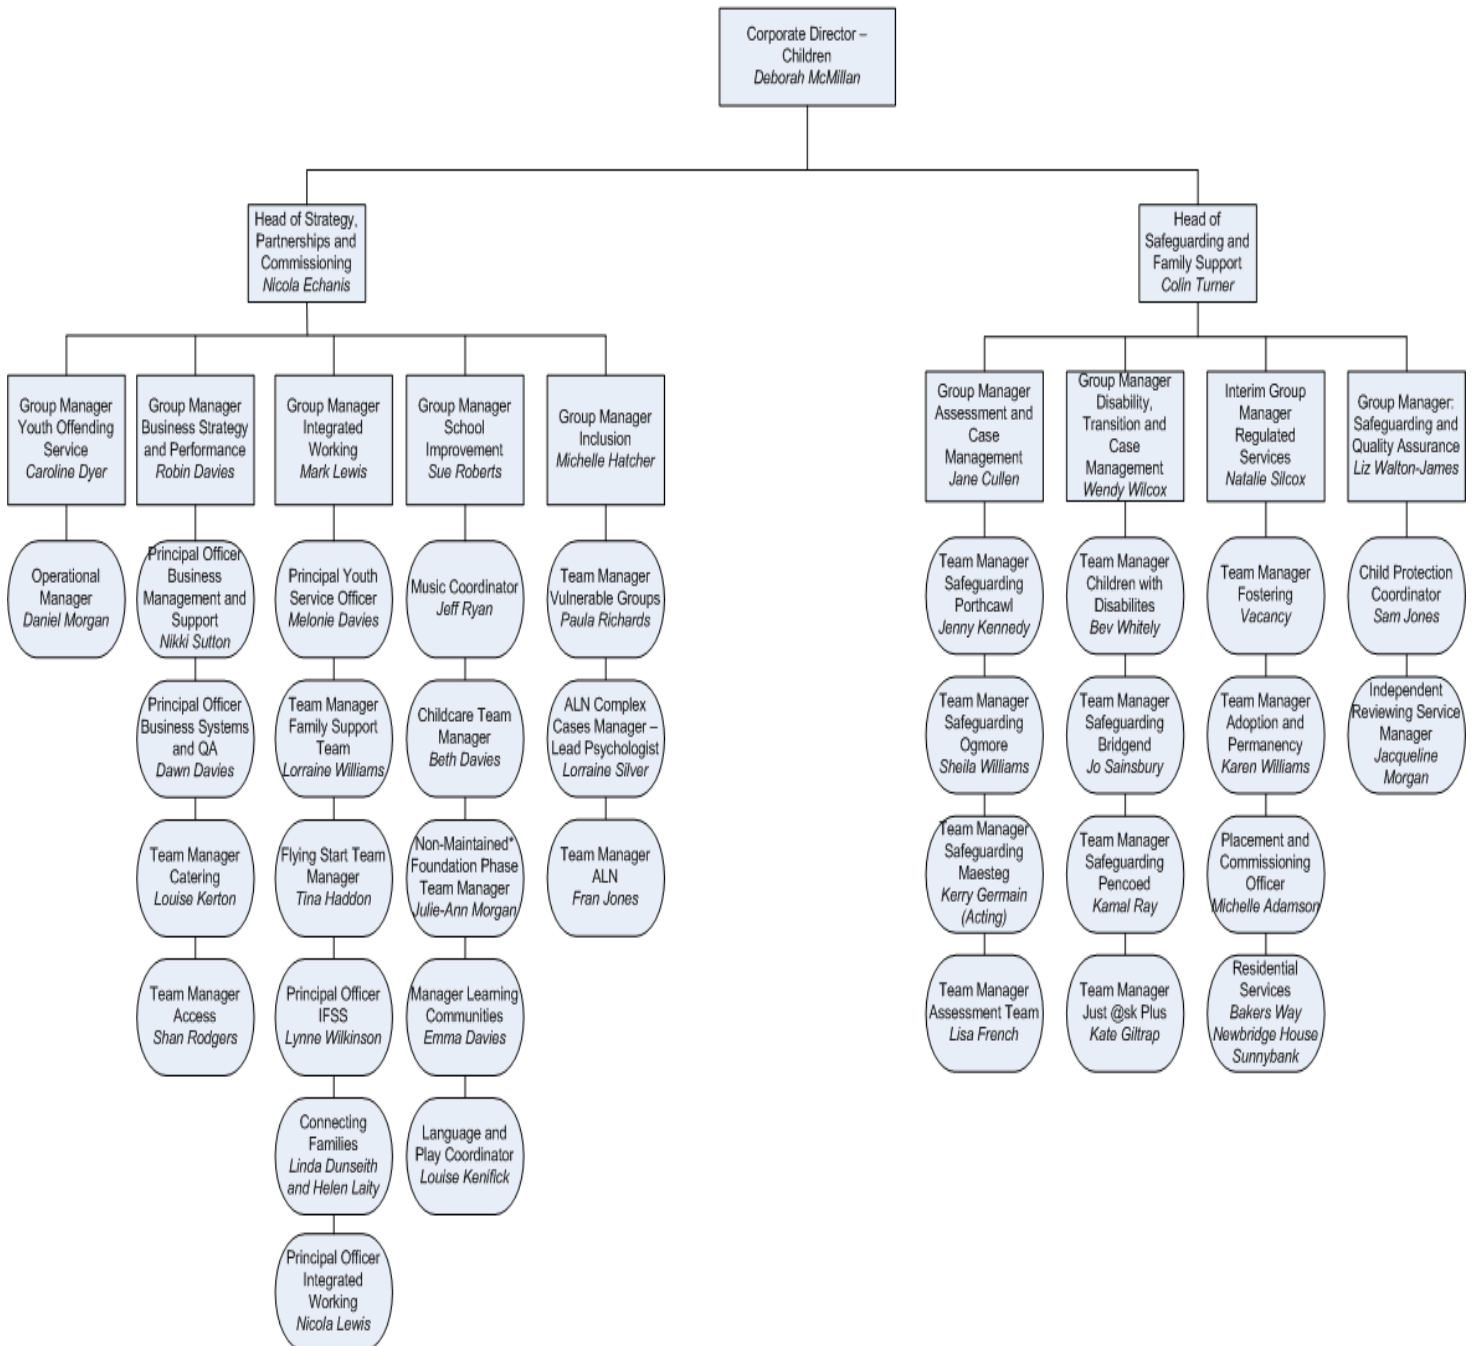 Corporate Director –
Children
Deborah McMillan
Head of Strategy,
Partnerships and
Commissioning
Nicola Echanis
Head of
Safeguarding and
Family Support
Colin Turner
Group Manager
Youth Offending
Service
Caroline Dyer
Group Manager
Business Strategy
and Performance
Robin Davies
Group Manager
Integrated
Working
Mark Lewis
Group Manager
School
Improvement
Sue Roberts
Group Manager
Inclusion
Michelle Hatcher
Group Manager
Assessment and
Case
Management
Jane Cullen
Group Manager
Disability,
Transition and
Case
Management
Wendy Wilcox
Interim Group
Manager
Regulated
Services
Natalie Silcox
Group Manager:
Safeguarding and
Quality Assurance
Liz Walton-James
Operational
Manager
Daniel Morgan
Principal Officer
Business
Management and
Support
Nikki Sutton
Principal Youth
Service Officer
Melonie Davies
Music Coordinator
Jeff Ryan
Team Manager
Vulnerable Groups
Paula Richards
Team Manager
Safeguarding
Porthcawl
Jenny Kennedy
Team Manager
Children with
Disabilites
Bev Whitely
Team Manager
Fostering
Vacancy
Child Protection
Coordinator
Sam Jones
Principal Officer
Business Systems
and QA
Dawn Davies
Team Manager
Family Support
Team
Lorraine Williams
Childcare Team
Manager
Beth Davies
ALN Complex
Cases Manager –
Lead Psychologist
Lorraine Silver
Team Manager
Safeguarding
Ogmore
Sheila Williams
Team Manager
Safeguarding
Bridgend
Jo Sainsbury
Team Manager
Adoption and
Permanency
Karen Williams
Independent
Reviewing Service
Manager
Jacqueline
Morgan
Team Manager
Catering
Louise Kerton
Flying Start Team
Manager
Tina Haddon
Non-Maintained*
Foundation Phase
Team Manager
Julie-Ann Morgan
Team Manager
ALN
Fran Jones
Team Manager
Safeguarding
Maesteg
Kerry Germain
(Acting)
Team Manager
Safeguarding
Pencoed
Kamal Ray
Placement and
Commissioning
Officer
Michelle Adamson
Team Manager
Access
Shan Rodgers
Principal Officer
IFSS
Lynne Wilkinson
Manager Learning
Communities
Emma Davies
Team Manager
Assessment Team
Lisa French
Team Manager
Just @sk Plus
Kate Giltrap
Residential
Services
Bakers Way
Newbridge House
Sunnybank
Connecting
Families
Linda Dunseith
and Helen Laity
Language and
Play Coordinator
Louise Kenifick
Principal Officer
Integrated
Working
Nicola Lewis